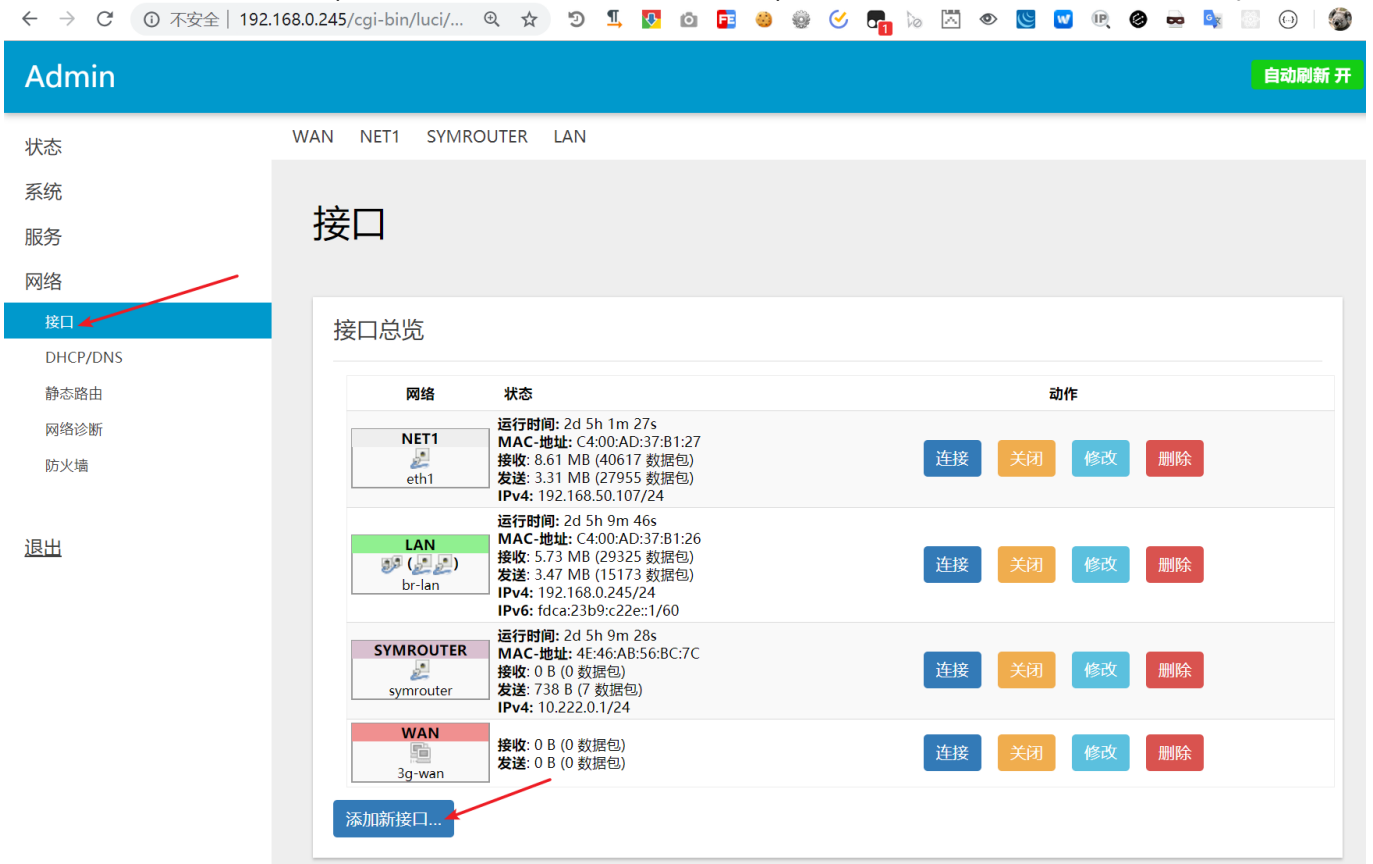 不安全 | 192.168.0.245/cgi-bin/luci/...
FE
1
W
IP
Admin
自动刷新 开
WAN NET1 SYMROUTER LAN
状态
系统
服务
网络
接口
DHCP/DNS
静态路由
网络诊断
防火墙
退出
接口
接口总览
网络 状态 动作
NET1
eth1
运行时间: 2d 5h 1m 27s
MAC-地址: C4:00:AD:37:B1:27
接收: 8.61 MB (40617 数据包)
发送: 3.31 MB (27955 数据包)
IPv4: 192.168.50.107/24
连接 关闭 修改 删除
LAN
( )
br-lan
运行时间: 2d 5h 9m 46s
MAC-地址: C4:00:AD:37:B1:26
接收: 5.73 MB (29325 数据包)
发送: 3.47 MB (15173 数据包)
IPv4: 192.168.0.245/24
IPv6: fdca:23b9:c22e::1/60
连接 关闭 修改 删除
SYMROUTER
symrouter
运行时间: 2d 5h 9m 28s
MAC-地址: 4E:46:AB:56:BC:7C
接收: 0 B (0 数据包)
发送: 738 B (7 数据包)
IPv4: 10.222.0.1/24
连接 关闭 修改 删除
WAN
3g-wan
接收: 0 B (0 数据包)
发送: 0 B (0 数据包)
连接 关闭 修改 删除
添加新接口...